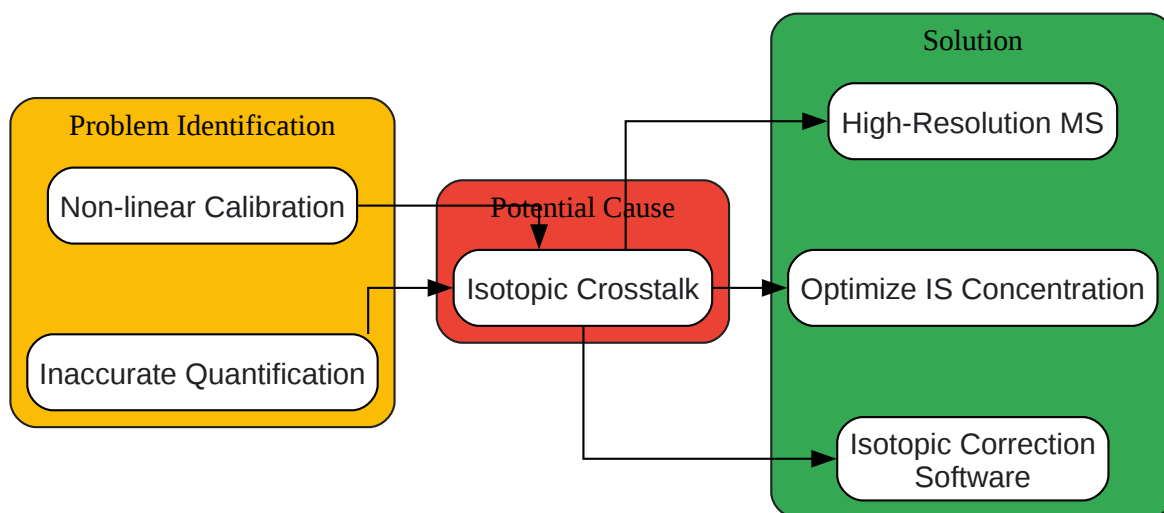 Problem Identification
Non-linear Calibration
Inaccurate Quantification
Potential Cause
Isotopic Crosstalk
Solution
High-Resolution MS
Optimize IS Concentration
Isotopic Correction
Software